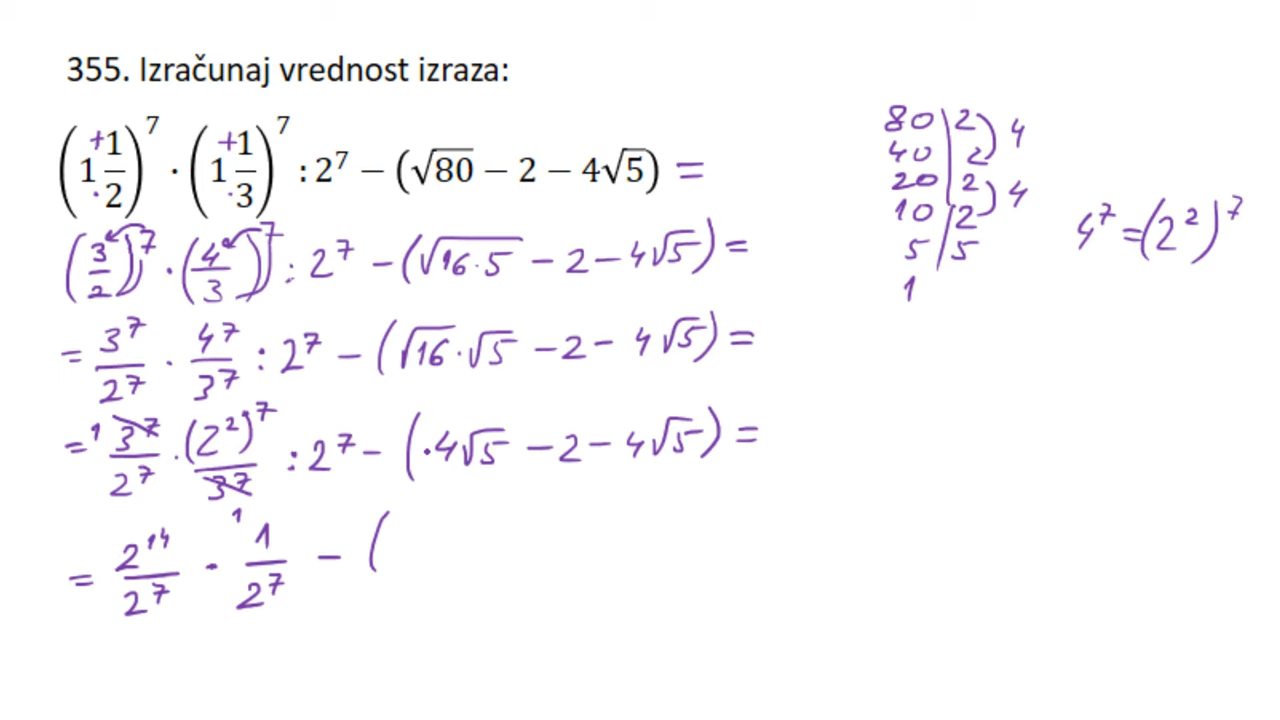 355. Izračunaj vrednost izraza:
(1+1/·2)^7 · (1+1/·3)^7 : 2^7 − (√80 − 2 − 4√5) =
(3/2)^7 · (4/3)^7 : 2^7 − (√16·5 − 2 − 4√5) =
= 3^7/2^7 · 4^7/3^7 : 2^7 − (√16 · √5 − 2 − 4√5) =
= 1 3^7/2^7 · (2^2)^7/3^7 1 : 2^7 − (·4√5 − 2 − 4√5) =
= 2^14/2^7 · 1/2^7 − (
80 | 2 ) 4
40 | 2
20 | 2 ) 4
10 | 2
5 | 5
1
4^7 = (2^2)^7